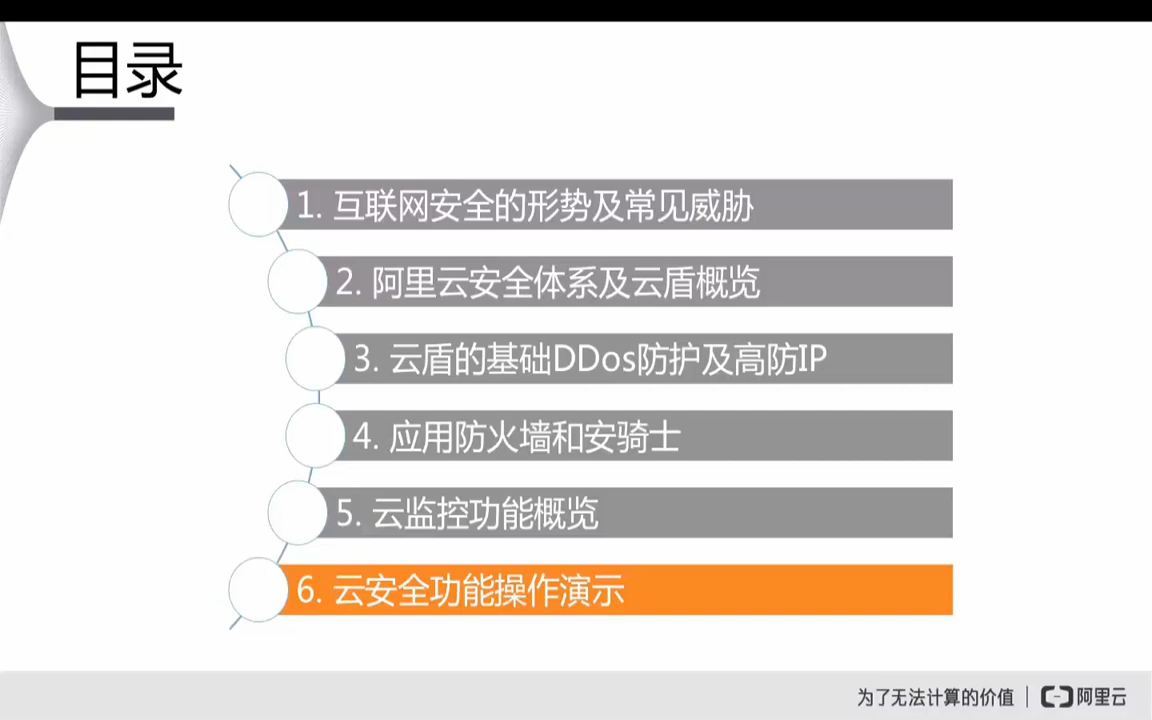 目录
1. 互联网安全的形势及常见威胁
2. 阿里云安全体系及云盾概览
3. 云盾的基础DDos防护及高防IP
4. 应用防火墙和安骑士
5. 云监控功能概览
6. 云安全功能操作演示
为了无法计算的价值 | 阿里云